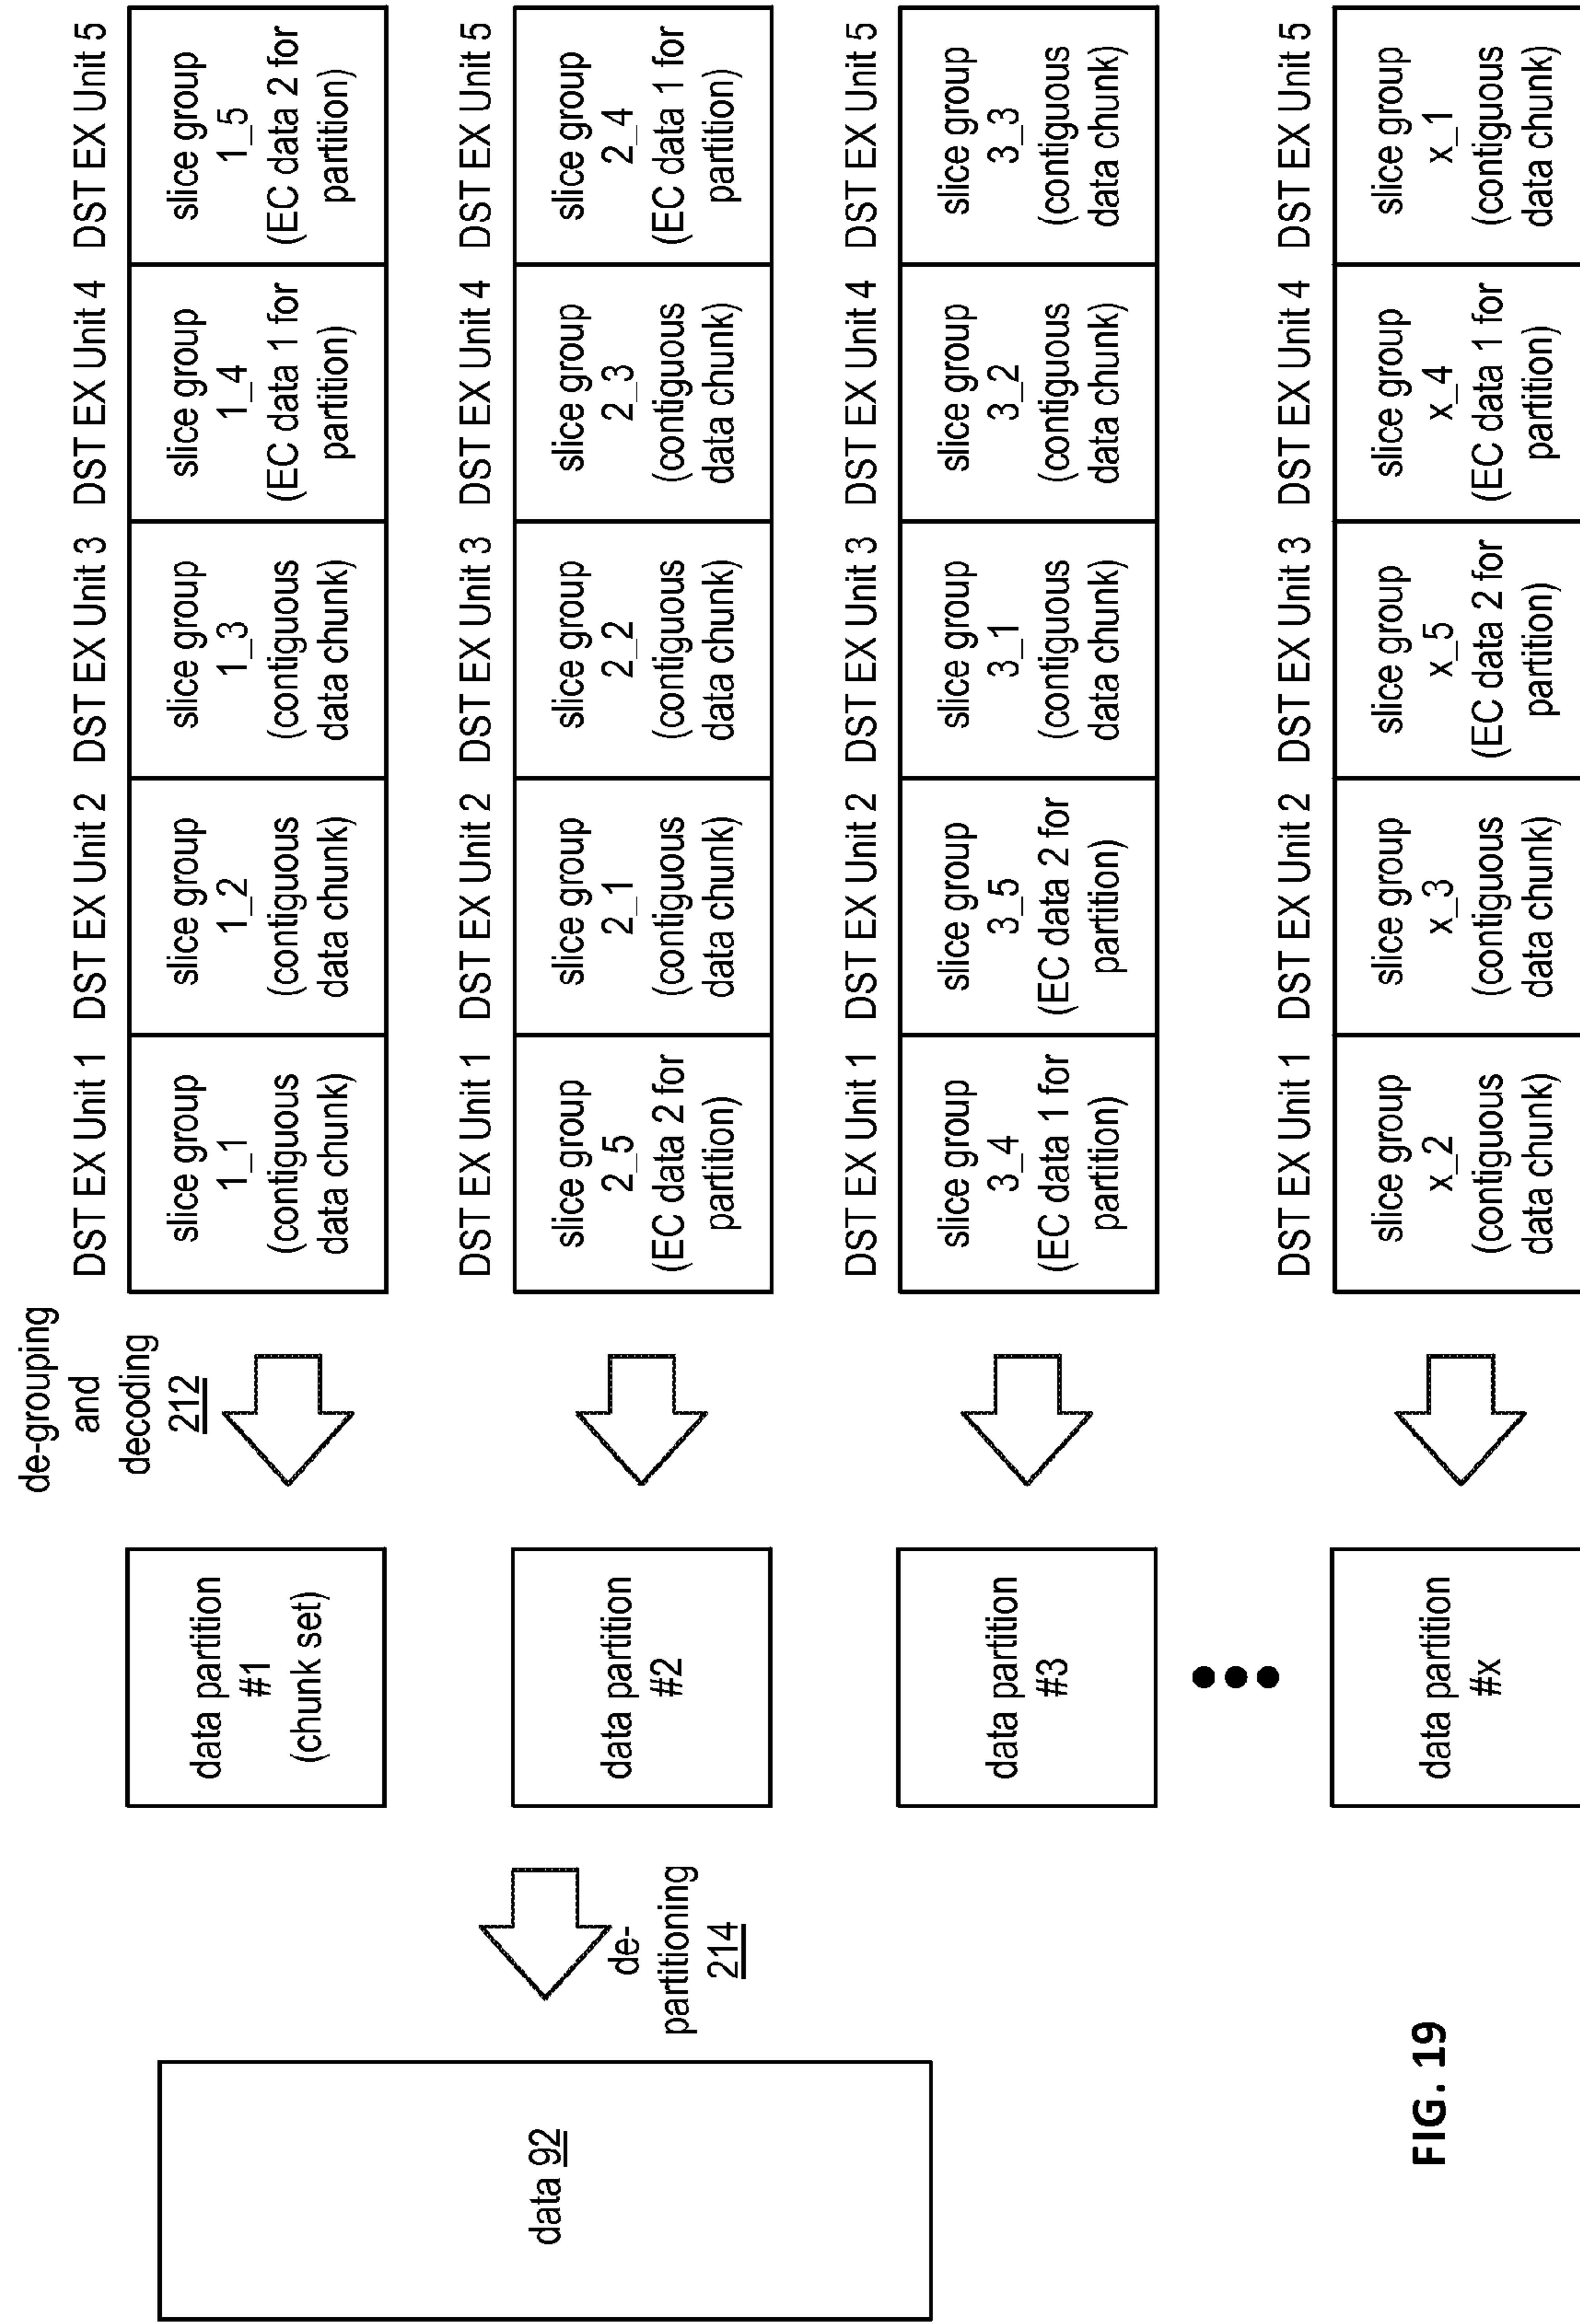 data 92
de-
partitioning
214
data partition
#1
(chunk set)
data partition
#2
data partition
#3
data partition
#x
de-grouping
and
decoding
212
DST EX Unit 1
DST EX Unit 2
DST EX Unit 3
DST EX Unit 4
DST EX Unit 5
slice group
1_1
(contiguous
data chunk)
slice group
1_2
(contiguous
data chunk)
slice group
1_3
(contiguous
data chunk)
slice group
1_4
(EC data 1 for
partition)
slice group
1_5
(EC data 2 for
partition)
DST EX Unit 1
DST EX Unit 2
DST EX Unit 3
DST EX Unit 4
DST EX Unit 5
slice group
2_5
(EC data 2 for
partition)
slice group
2_1
(contiguous
data chunk)
slice group
2_2
(contiguous
data chunk)
slice group
2_3
(contiguous
data chunk)
slice group
2_4
(EC data 1 for
partition)
DST EX Unit 1
DST EX Unit 2
DST EX Unit 3
DST EX Unit 4
DST EX Unit 5
slice group
3_4
(EC data 1 for
partition)
slice group
3_5
(EC data 2 for
partition)
slice group
3_1
(contiguous
data chunk)
slice group
3_2
(contiguous
data chunk)
slice group
3_3
(contiguous
data chunk)
DST EX Unit 1
DST EX Unit 2
DST EX Unit 3
DST EX Unit 4
DST EX Unit 5
slice group
x_2
(contiguous
data chunk)
slice group
x_3
(contiguous
data chunk)
slice group
x_5
(EC data 2 for
partition)
slice group
x_4
(EC data 1 for
partition)
slice group
x_1
(contiguous
data chunk)
FIG. 19